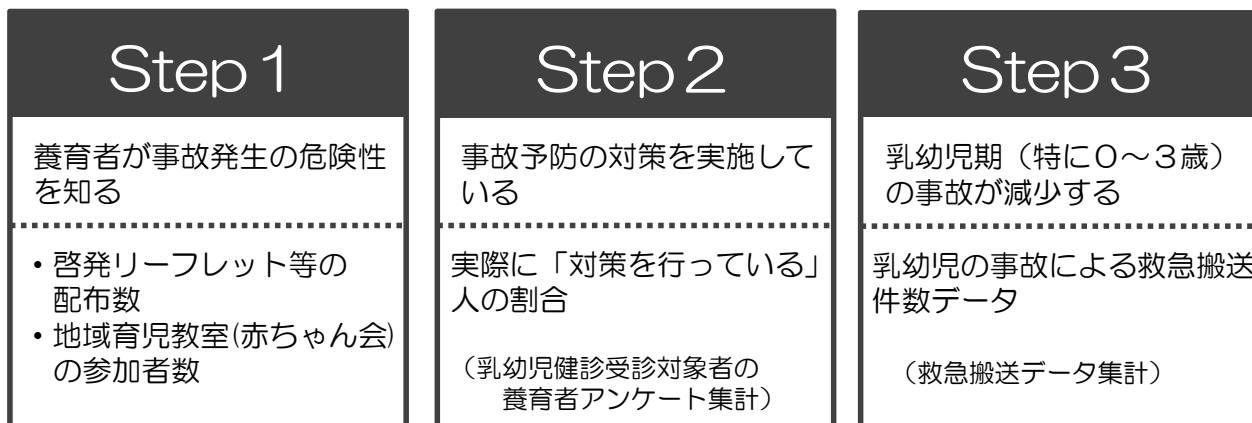 Step１
養育者が事故発生の危険性
を知る
・啓発リーフレット等の
配布数
・地域育児教室(赤ちゃん会)
の参加者数
Step２
事故予防の対策を実施して
いる
実際に「対策を行っている」
人の割合
（乳幼児健診受診対象者の
養育者アンケート集計）
Step３
乳幼児期（特に０～３歳）
の事故が減少する
乳幼児の事故による救急搬送
件数データ
（救急搬送データ集計）